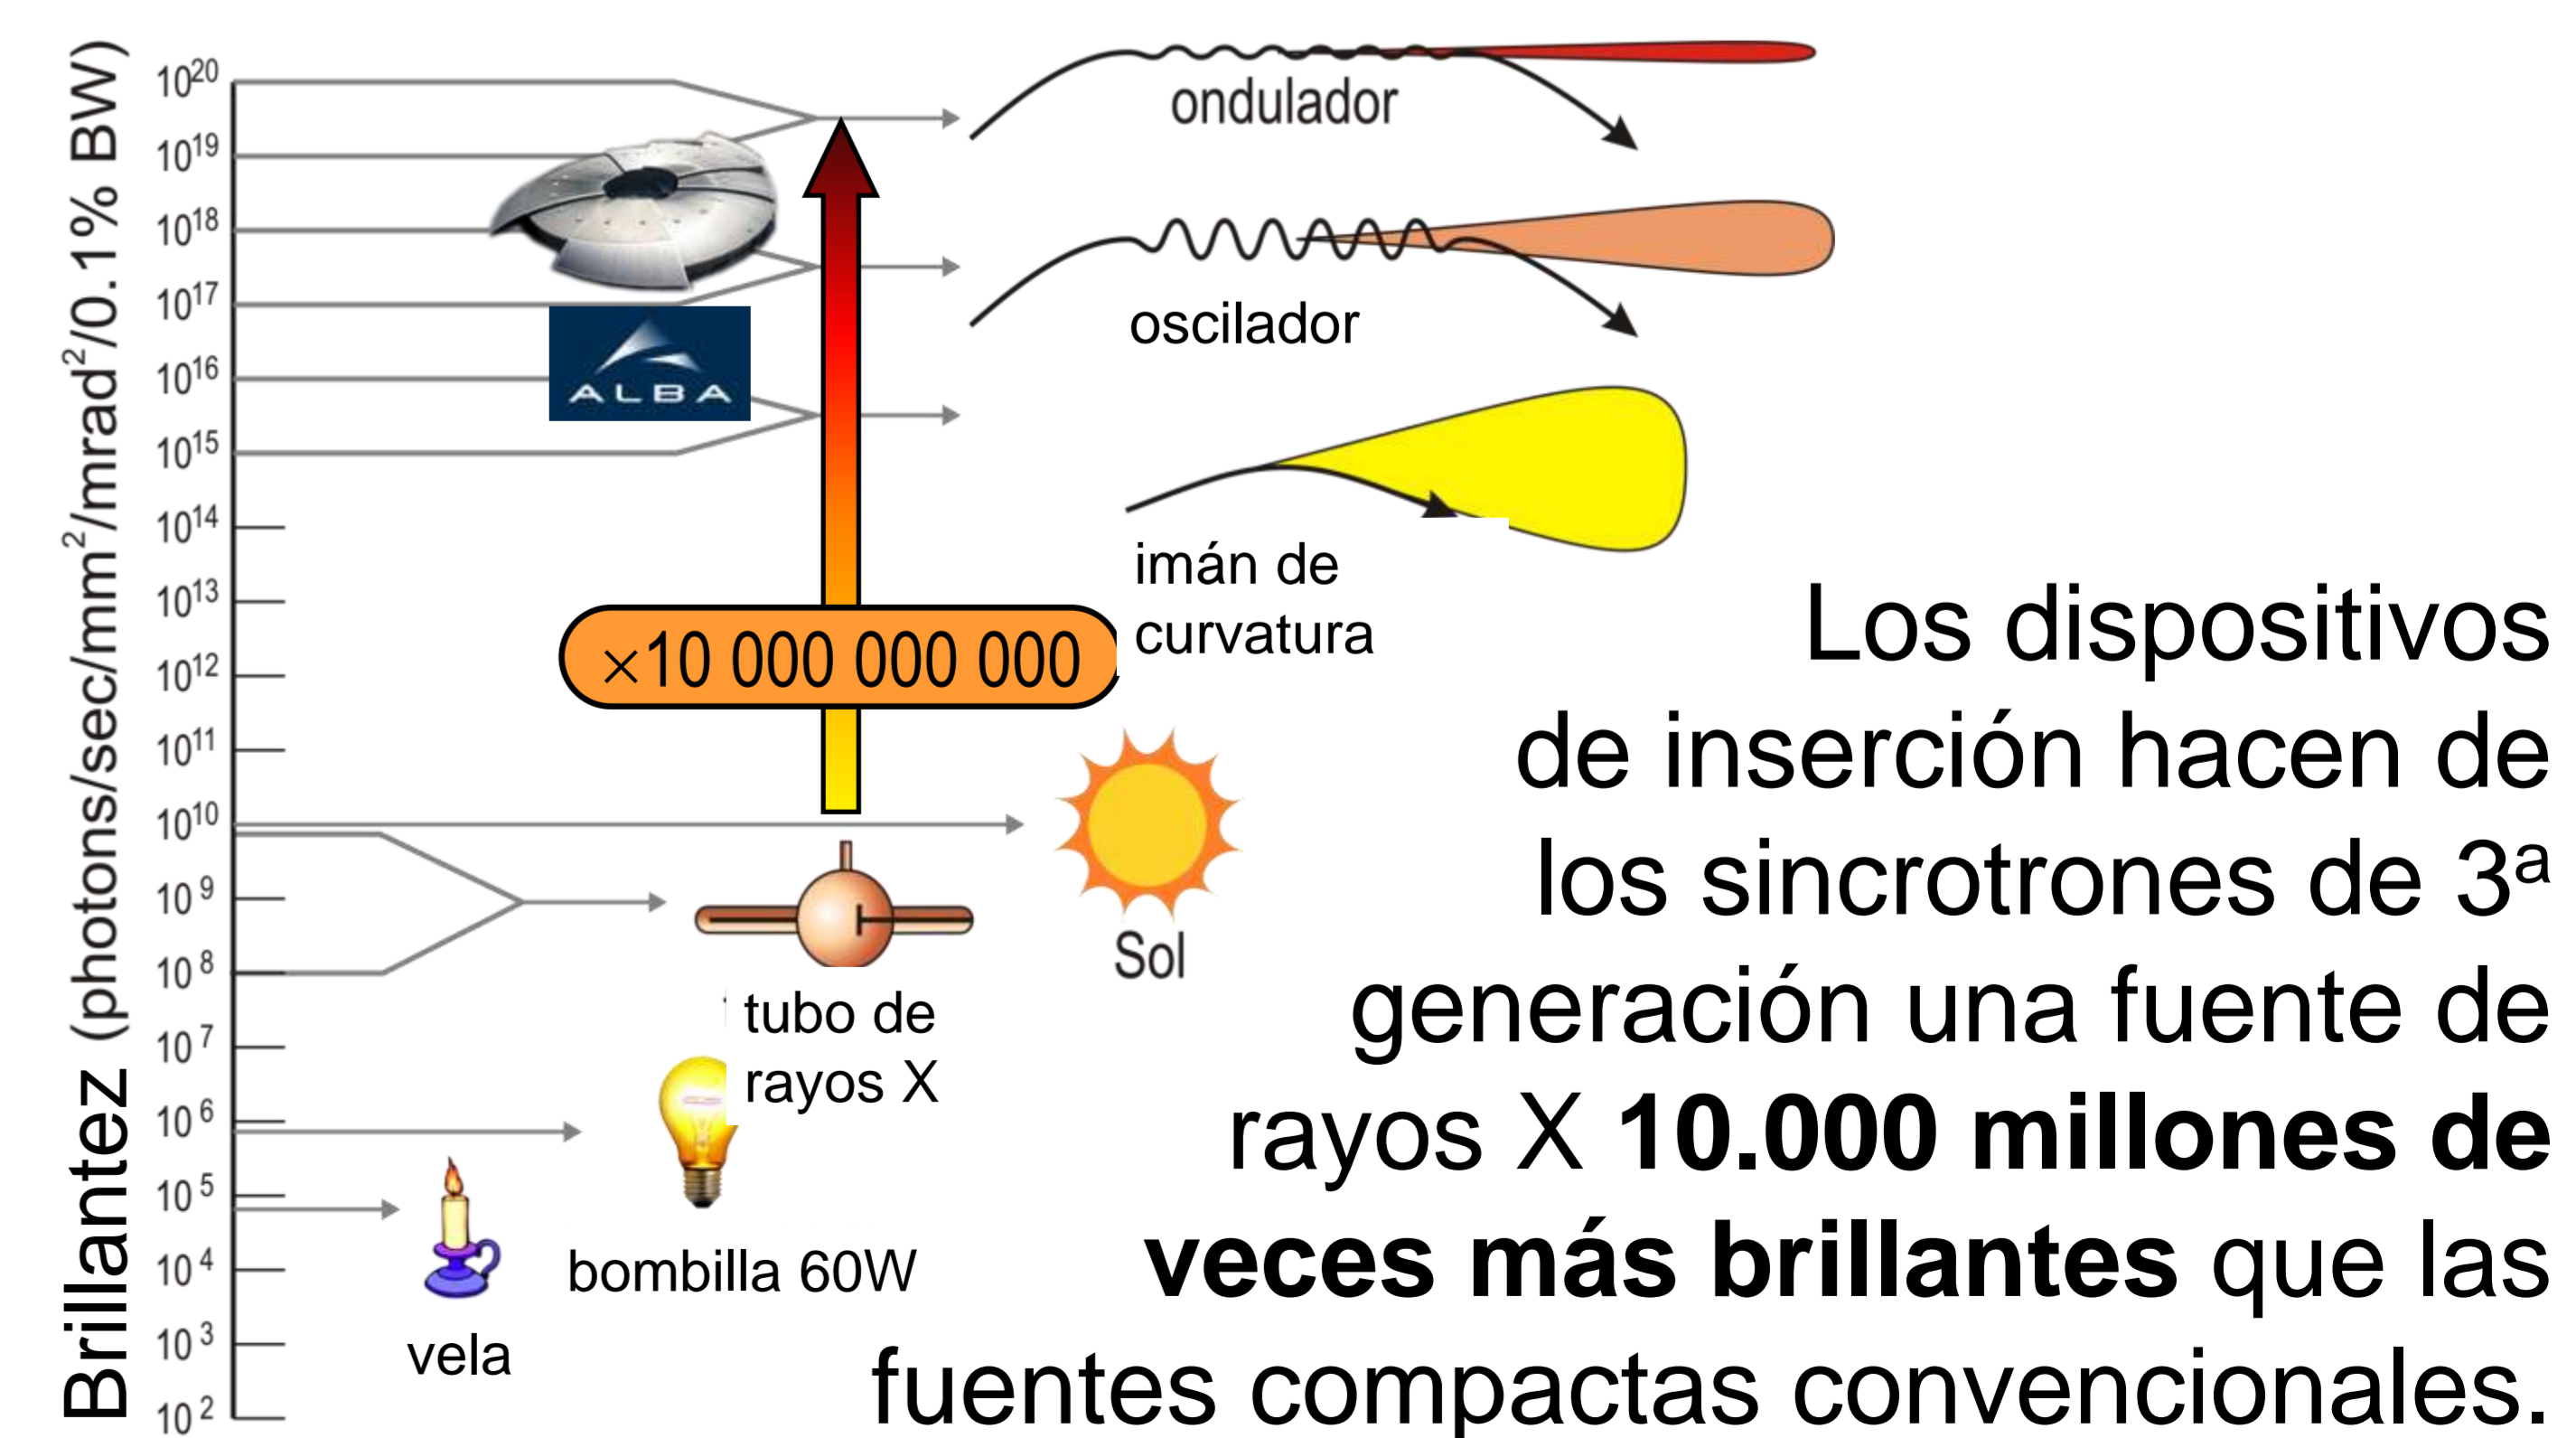 Brillantez (photons/sec/mm²/mrad²/0.1% BW)
10²⁰
10¹⁹
10¹⁸
10¹⁷
10¹⁶
10¹⁵
10¹⁴
10¹³
10¹²
10¹¹
10¹⁰
10⁹
10⁸
10⁷
10⁶
10⁵
10⁴
10³
10²
ondulador
oscilador
ALBA
imán de
curvatura
×10 000 000 000
Sol
tubo de
rayos X
bombilla 60W
vela
Los dispositivos
de inserción hacen de
los sincrotrones de 3ª
generación una fuente de
rayos X 10.000 millones de
veces más brillantes que las
fuentes compactas convencionales.